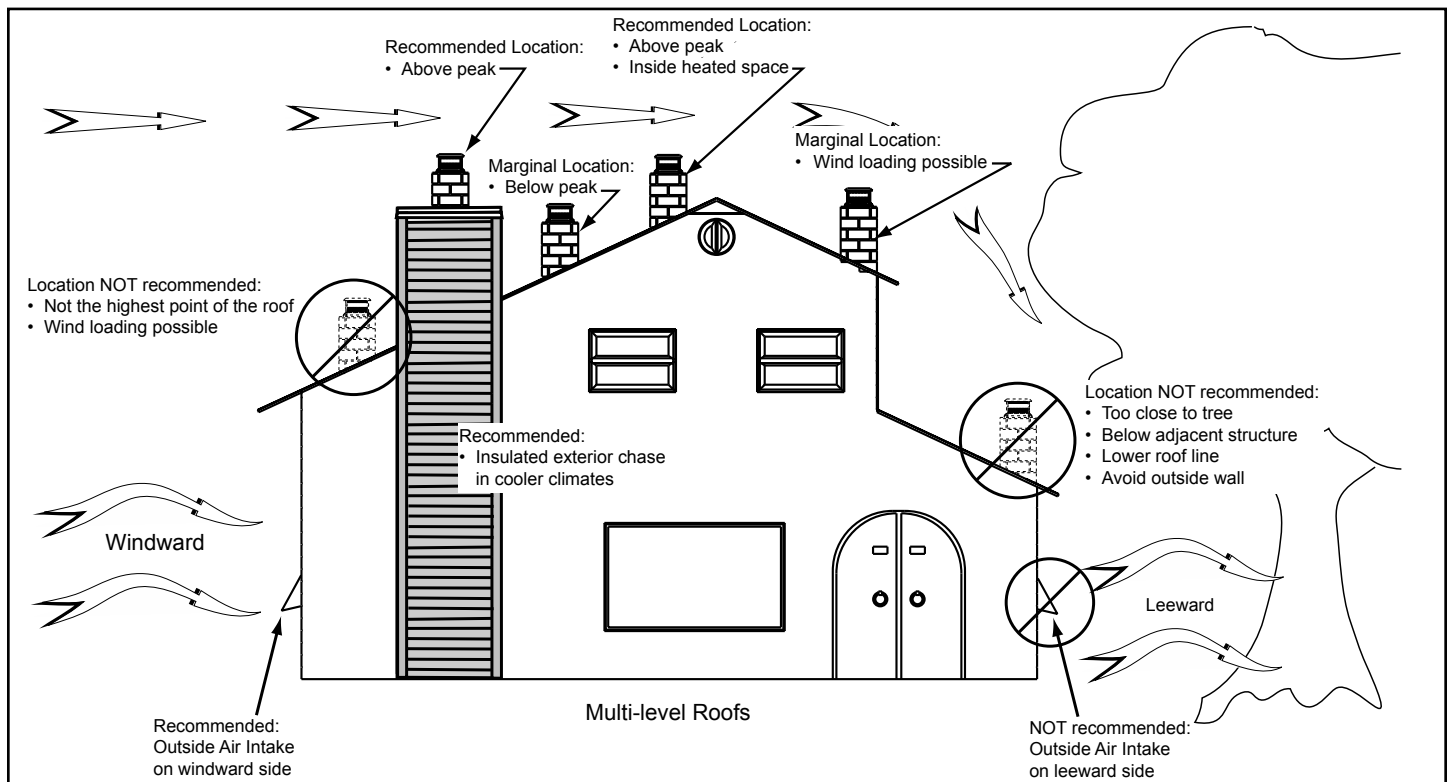 Recommended Location:
• Above peak
Recommended Location:
• Above peak
• Inside heated space
Marginal Location:
• Below peak
Marginal Location:
• Wind loading possible
Location NOT recommended:
• Not the highest point of the roof
• Wind loading possible
Recommended:
• Insulated exterior chase
in cooler climates
Location NOT recommended:
• Too close to tree
• Below adjacent structure
• Lower roof line
• Avoid outside wall
Windward
Leeward
Multi-level Roofs
Recommended:
Outside Air Intake
on windward side
NOT recommended:
Outside Air Intake
on leeward side